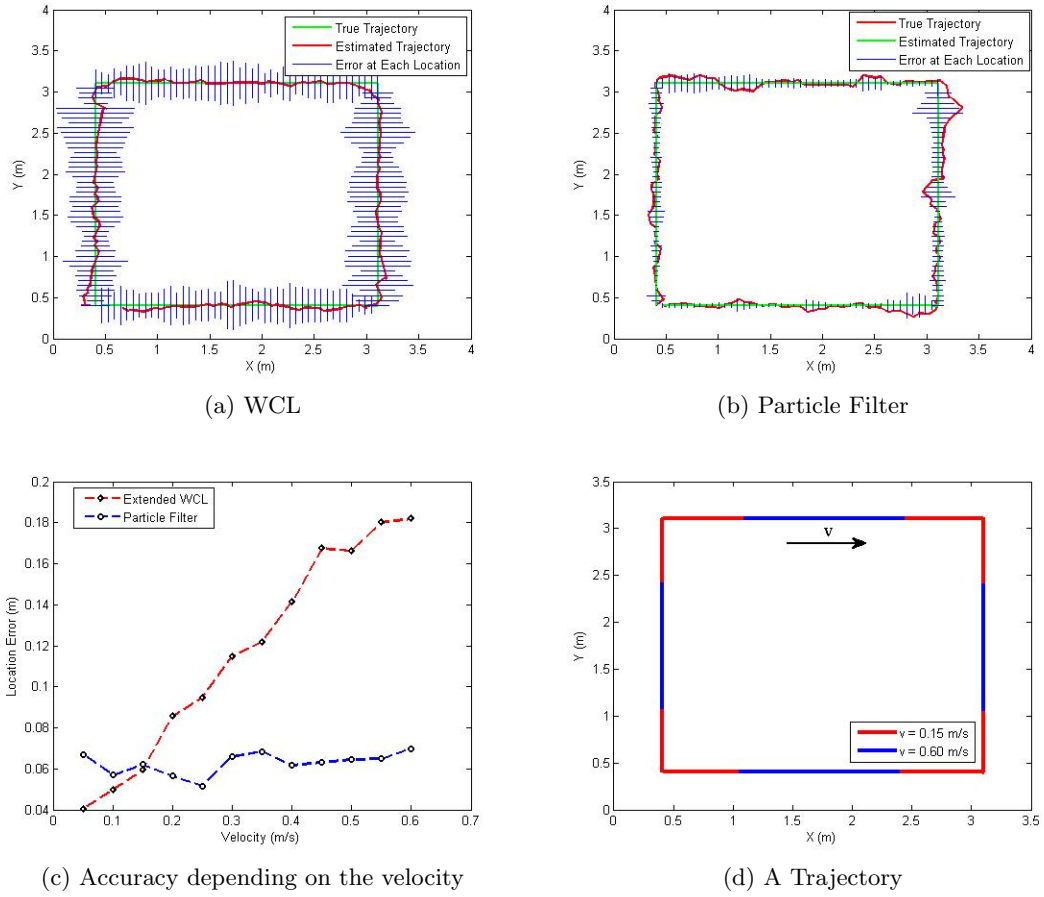 4
3.5
3
2.5
2
1.5
1
0.5
0
Y (m)
True Trajectory
Estimated Trajectory
Error at Each Location
0 0.5 1 1.5 2 2.5 3 3.5 4
X (m)
(a) WCL
4
3.5
3
2.5
2
1.5
1
0.5
0
Y (m)
True Trajectory
Estimated Trajectory
Error at Each Location
0 0.5 1 1.5 2 2.5 3 3.5 4
X (m)
(b) Particle Filter
0.2
0.18
0.16
0.14
0.12
0.1
0.08
0.06
0.04
Location Error (m)
Extended WCL
Particle Filter
0 0.1 0.2 0.3 0.4 0.5 0.6 0.7
Velocity (m/s)
(c) Accuracy depending on the velocity
3.5
3
2.5
2
1.5
1
0.5
0
Y (m)
v
v = 0.15 m/s
v = 0.60 m/s
0 0.5 1 1.5 2 2.5 3 3.5
X (m)
(d) A Trajectory